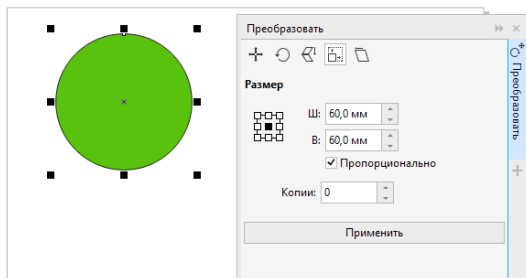 Преобразовать
Размер
Ш: 60,0 мм
В: 60,0 мм
Пропорционально
Копии: 0
Применить
Преобразовать